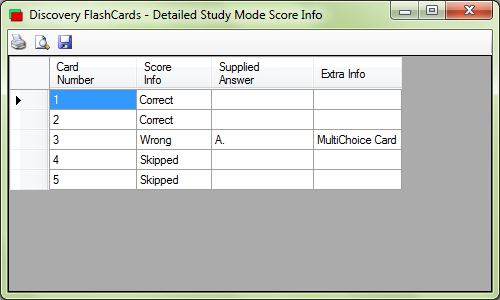 Discovery FlashCards - Detailed Study Mode Score Info
Card Number Score Info Supplied Answer Extra Info
1 Correct
2 Correct
3 Wrong A. MultiChoice Card
4 Skipped
5 Skipped